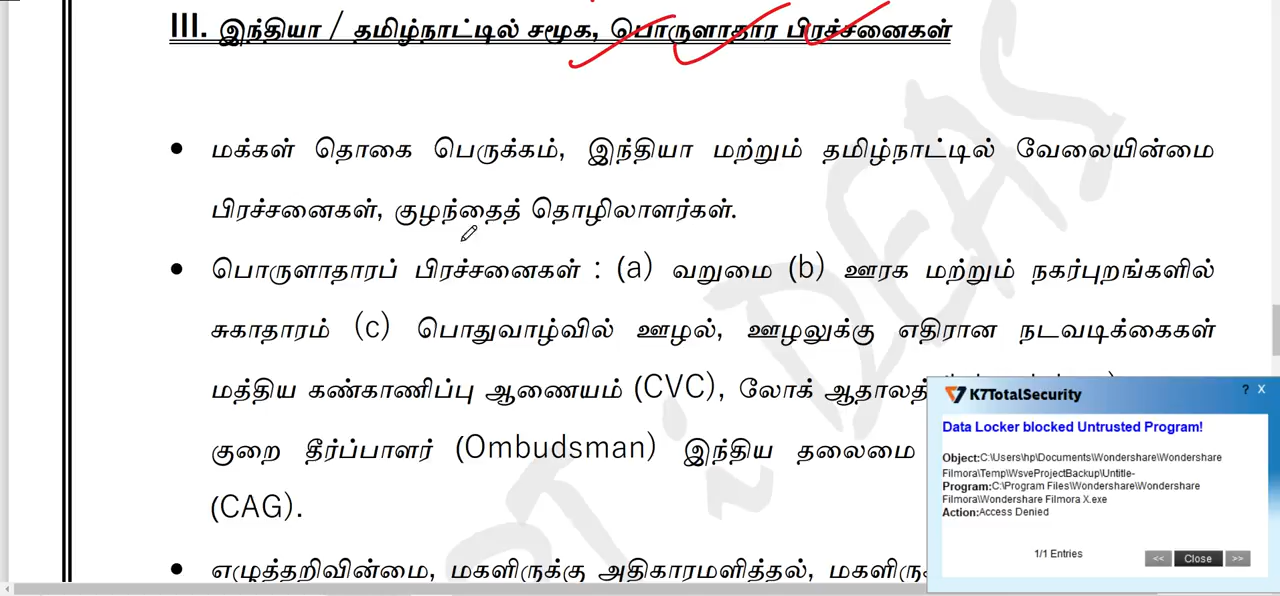 III. இந்தியா / தமிழ்நாட்டில் சமூக, பொருளாதார பிரச்சனைகள்
• மக்கள் தொகை பெருக்கம், இந்தியா மற்றும் தமிழ்நாட்டில் வேலையின்மை
பிரச்சனைகள், குழந்தைத் தொழிலாளர்கள்.
• பொருளாதாரப் பிரச்சனைகள் : (a) வறுமை (b) ஊரக மற்றும் நகர்புறங்களில்
சுகாதாரம் (c) பொதுவாழ்வில் ஊழல், ஊழலுக்கு எதிரான நடவடிக்கைகள்
மத்திய கண்காணிப்பு ஆணையம் (CVC), லோக் ஆதாலத்
குறை தீர்ப்பாளர் (Ombudsman) இந்திய தலைமை
(CAG).
• எழுத்தறிவின்மை, மகளிருக்கு அதிகாரமளித்தல்,
K7TotalSecurity ? X
Data Locker blocked Untrusted Program!
Object:C:\Users\hp\Documents\Wondershare\Wondershare
Filmora\Temp\WsveProjectBackup\Untitle-
Program:C:\Program Files\Wondershare\Wondershare
Filmora\Wondershare Filmora X.exe
Action:Access Denied
1/1 Entries << Close >>
i DEAS